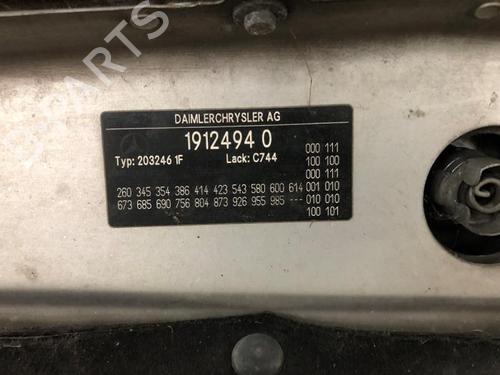 DAIMLERCHRYSLER AG
1912494 0
Typ: 203246 1F Lack: C744
000 111
100 100
000 111
260 345 354 386 414 423 543 580 600 614 001 010
673 685 690 756 804 873 926 955 985 --- 010 010
100 101